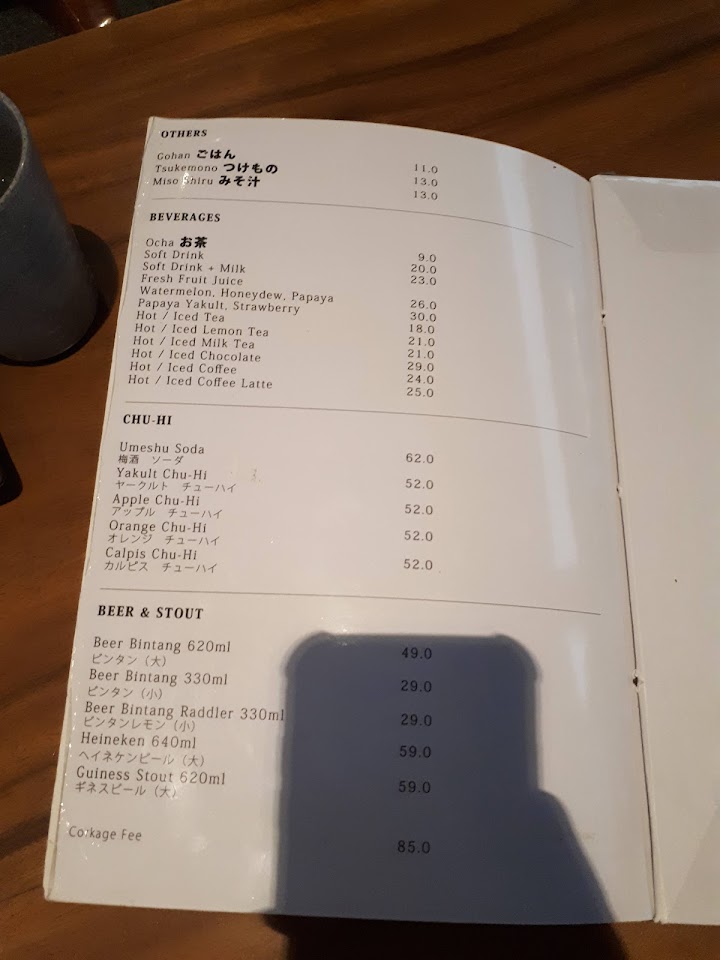 OTHERS
Gohan ごはん 11.0
Tsukemono つけもの 13.0
Miso Shiru みそ汁 13.0
BEVERAGES
Ocha お茶 9.0
Soft Drink 20.0
Soft Drink + Milk 23.0
Fresh Fruit Juice
Watermelon, Honeydew, Papaya 26.0
Papaya Yakult, Strawberry 30.0
Hot / Iced Tea 18.0
Hot / Iced Lemon Tea 21.0
Hot / Iced Milk Tea 21.0
Hot / Iced Chocolate 29.0
Hot / Iced Coffee 24.0
Hot / Iced Coffee Latte 25.0
CHU-HI
Umeshu Soda 62.0
梅酒 ソーダ
Yakult Chu-Hi 52.0
ヤークルト チューハイ
Apple Chu-Hi 52.0
アップル チューハイ
Orange Chu-Hi 52.0
オレンジ チューハイ
Calpis Chu-Hi 52.0
カルピス チューハイ
BEER & STOUT
Beer Bintang 620ml 49.0
ビンタン（大）
Beer Bintang 330ml 29.0
ビンタン（小）
Beer Bintang Raddler 330ml 29.0
ビンタンレモン（小）
Heineken 640ml 59.0
ヘイネケンビール（大）
Guiness Stout 620ml 59.0
ギネスビール（大）
Corkage Fee 85.0